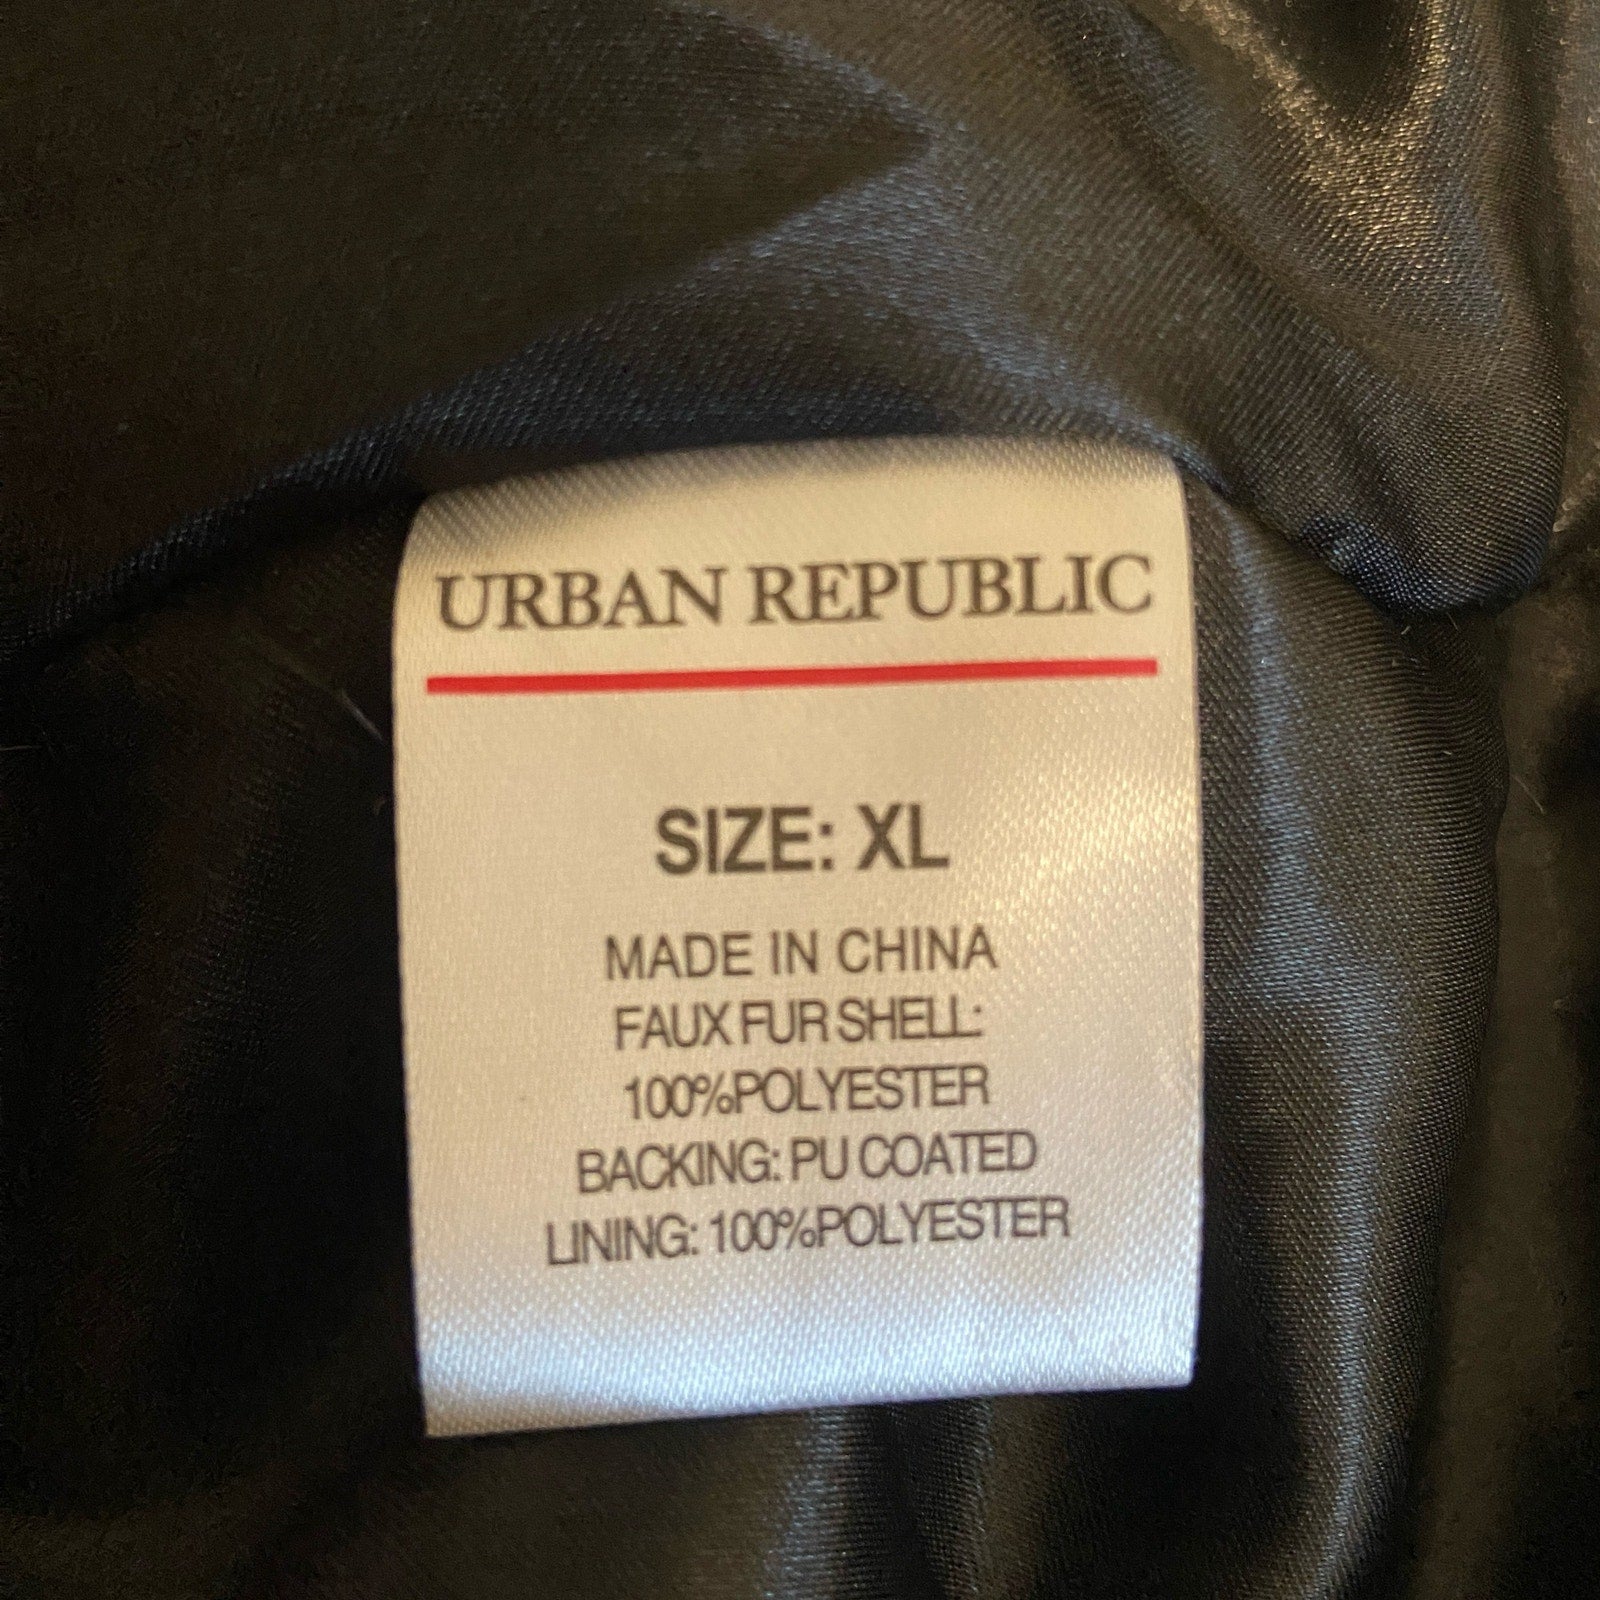 URBAN REPUBLIC
SIZE: XL
MADE IN CHINA
FAUX FUR SHELL:
100%POLYESTER
BACKING: PU COATED
LINING: 100%POLYESTER